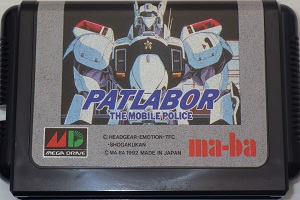 PATLABOR
THE MOBILE POLICE
MD
MEGA DRIVE
© HEADGEAR·EMOTION·TFC
·SHOGAKUKAN
© MA-BA 1992 MADE IN JAPAN
ma-ba